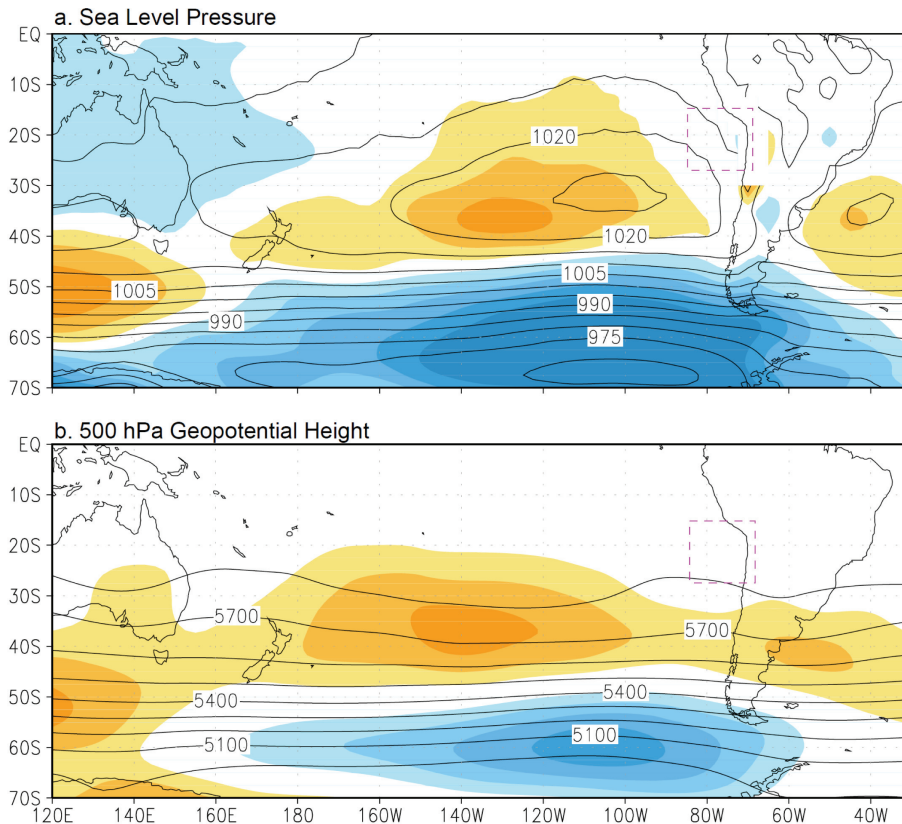 a. Sea Level Pressure
EQ
10S
20S
30S
40S
50S
60S
70S
1020
1020
1005
1005
990
990
975
b. 500 hPa Geopotential Height
EQ
10S
20S
30S
40S
50S
60S
70S
5700
5700
5400
5400
5100
5100
120E 140E 160E 180 160W 140W 120W 100W 80W 60W 40W